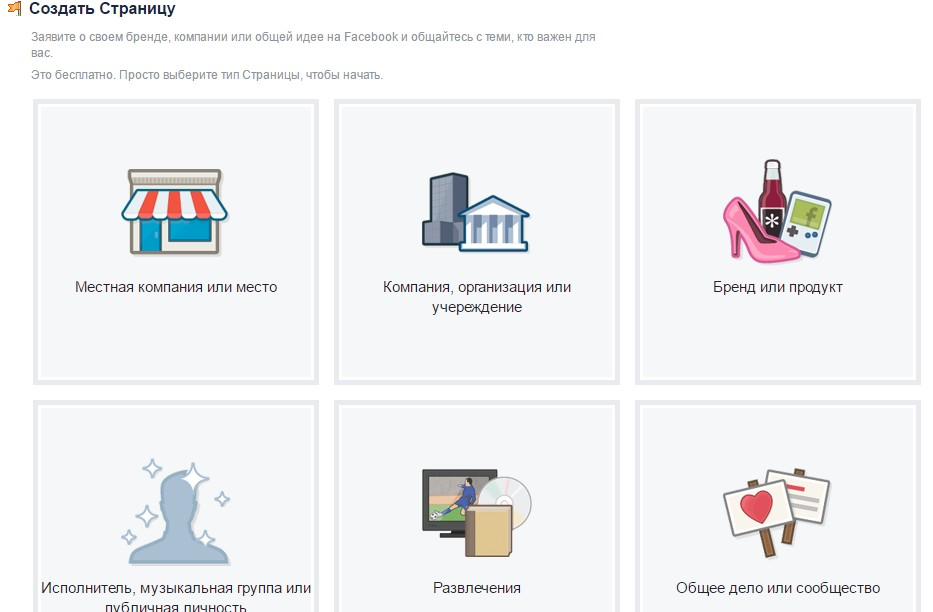 Создать Страницу
Заявите о своем бренде, компании или общей идее на Facebook и общайтесь с теми, кто важен для
вас.
Это бесплатно. Просто выберите тип Страницы, чтобы начать.
Местная компания или место
Компания, организация или
учереждение
Бренд или продукт
Исполнитель, музыкальная группа или
публичная личность
Развлечения
Общее дело или сообщество